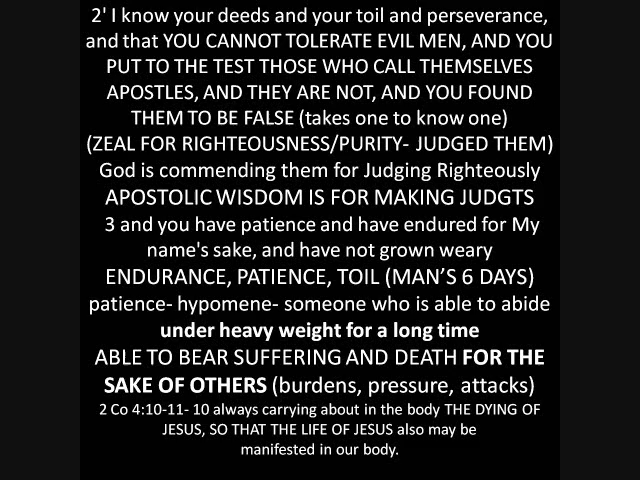 2' I know your deeds and your toil and perseverance,
and that YOU CANNOT TOLERATE EVIL MEN, AND YOU
PUT TO THE TEST THOSE WHO CALL THEMSELVES
APOSTLES, AND THEY ARE NOT, AND YOU FOUND
THEM TO BE FALSE (takes one to know one)
(ZEAL FOR RIGHTEOUSNESS/PURITY- JUDGED THEM)
God is commending them for Judging Righteously
APOSTOLIC WISDOM IS FOR MAKING JUDGTS
3 and you have patience and have endured for My
name's sake, and have not grown weary
ENDURANCE, PATIENCE, TOIL (MAN’S 6 DAYS)
patience- hypomene- someone who is able to abide
under heavy weight for a long time
ABLE TO BEAR SUFFERING AND DEATH FOR THE
SAKE OF OTHERS (burdens, pressure, attacks)
2 Co 4:10-11- 10 always carrying about in the body THE DYING OF
JESUS, SO THAT THE LIFE OF JESUS also may be
manifested in our body.